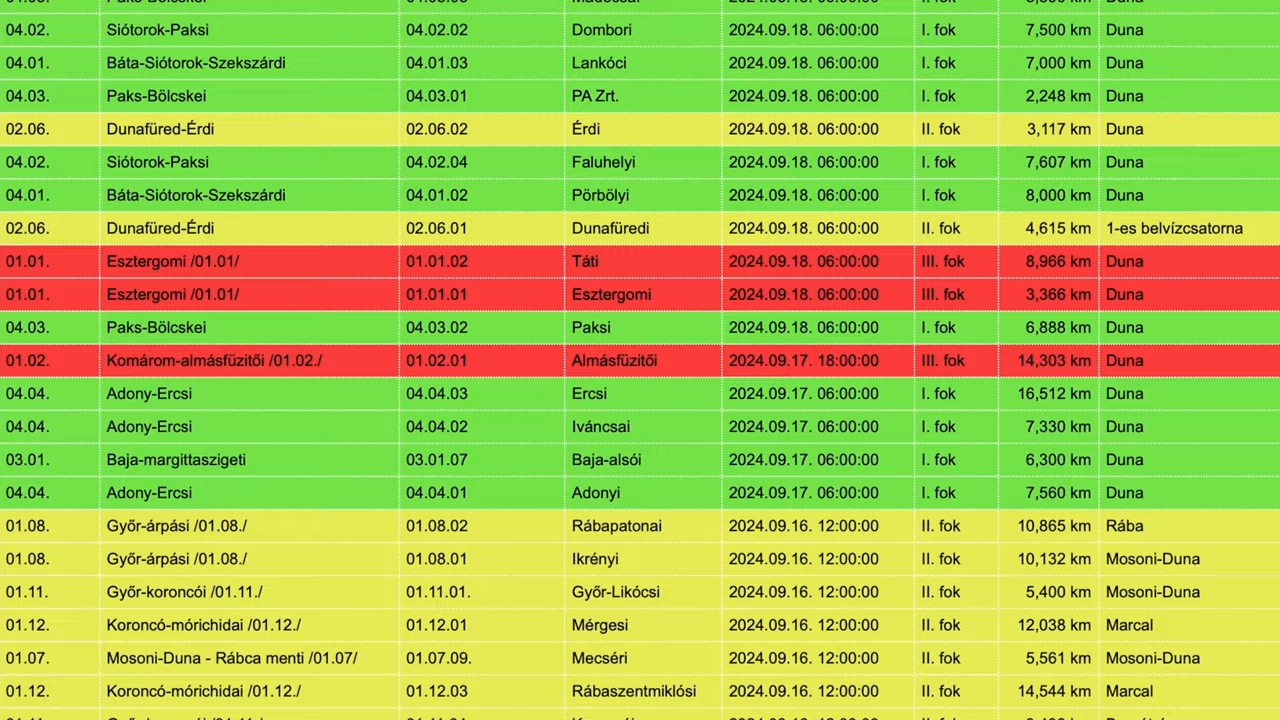 04.02. Siótorok-Paksi 04.02.02 Dombori 2024.09.18. 06:00:00 I. fok 7,500 km Duna
04.01. Báta-Siótorok-Szekszárdi 04.01.03 Lankóci 2024.09.18. 06:00:00 I. fok 7,000 km Duna
04.03. Paks-Bölcskei 04.03.01 PA Zrt. 2024.09.18. 06:00:00 I. fok 2,248 km Duna
02.06. Dunafüred-Érdi 02.06.02 Érdi 2024.09.18. 06:00:00 II. fok 3,117 km Duna
04.02. Siótorok-Paksi 04.02.04 Faluhelyi 2024.09.18. 06:00:00 I. fok 7,607 km Duna
04.01. Báta-Siótorok-Szekszárdi 04.01.02 Pörbölyi 2024.09.18. 06:00:00 I. fok 8,000 km Duna
02.06. Dunafüred-Érdi 02.06.01 Dunafüredi 2024.09.18. 06:00:00 II. fok 4,615 km 1-es belvízcsatorna
01.01. Esztergomi /01.01/ 01.01.02 Táti 2024.09.18. 06:00:00 III. fok 8,966 km Duna
01.01. Esztergomi /01.01/ 01.01.01 Esztergomi 2024.09.18. 06:00:00 III. fok 3,366 km Duna
04.03. Paks-Bölcskei 04.03.02 Paksi 2024.09.18. 06:00:00 I. fok 6,888 km Duna
01.02. Komárom-almásfüzitői /01.02./ 01.02.01 Almásfüzitői 2024.09.17. 18:00:00 III. fok 14,303 km Duna
04.04. Adony-Ercsi 04.04.03 Ercsi 2024.09.17. 06:00:00 I. fok 16,512 km Duna
04.04. Adony-Ercsi 04.04.02 Iváncsai 2024.09.17. 06:00:00 I. fok 7,330 km Duna
03.01. Baja-margittaszigeti 03.01.07 Baja-alsói 2024.09.17. 06:00:00 I. fok 6,300 km Duna
04.04. Adony-Ercsi 04.04.01 Adonyi 2024.09.17. 06:00:00 I. fok 7,560 km Duna
01.08. Győr-árpási /01.08./ 01.08.02 Rábapatonai 2024.09.16. 12:00:00 II. fok 10,865 km Rába
01.08. Győr-árpási /01.08./ 01.08.01 Ikrényi 2024.09.16. 12:00:00 II. fok 10,132 km Mosoni-Duna
01.11. Győr-koroncói /01.11./ 01.11.01. Győr-Likócsi 2024.09.16. 12:00:00 II. fok 5,400 km Mosoni-Duna
01.12. Koroncó-mórichidai /01.12./ 01.12.01 Mérgesi 2024.09.16. 12:00:00 II. fok 12,038 km Marcal
01.07. Mosoni-Duna - Rábca menti /01.07/ 01.07.09. Mecséri 2024.09.16. 12:00:00 II. fok 5,561 km Mosoni-Duna
01.12. Koroncó-mórichidai /01.12./ 01.12.03 Rábaszentmiklósi 2024.09.16. 12:00:00 II. fok 14,544 km Marcal